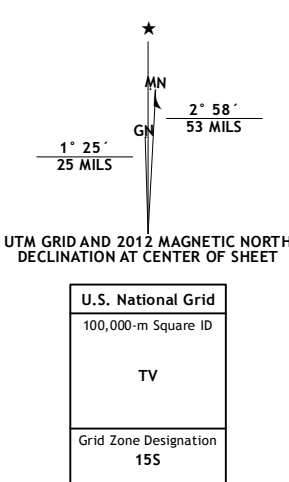 MN
GN
2° 58´
53 MILS
1° 25´
25 MILS
UTM GRID AND 2012 MAGNETIC NORTH
DECLINATION AT CENTER OF SHEET
U.S. National Grid
100,000-m Square ID
TV
Grid Zone Designation
15S